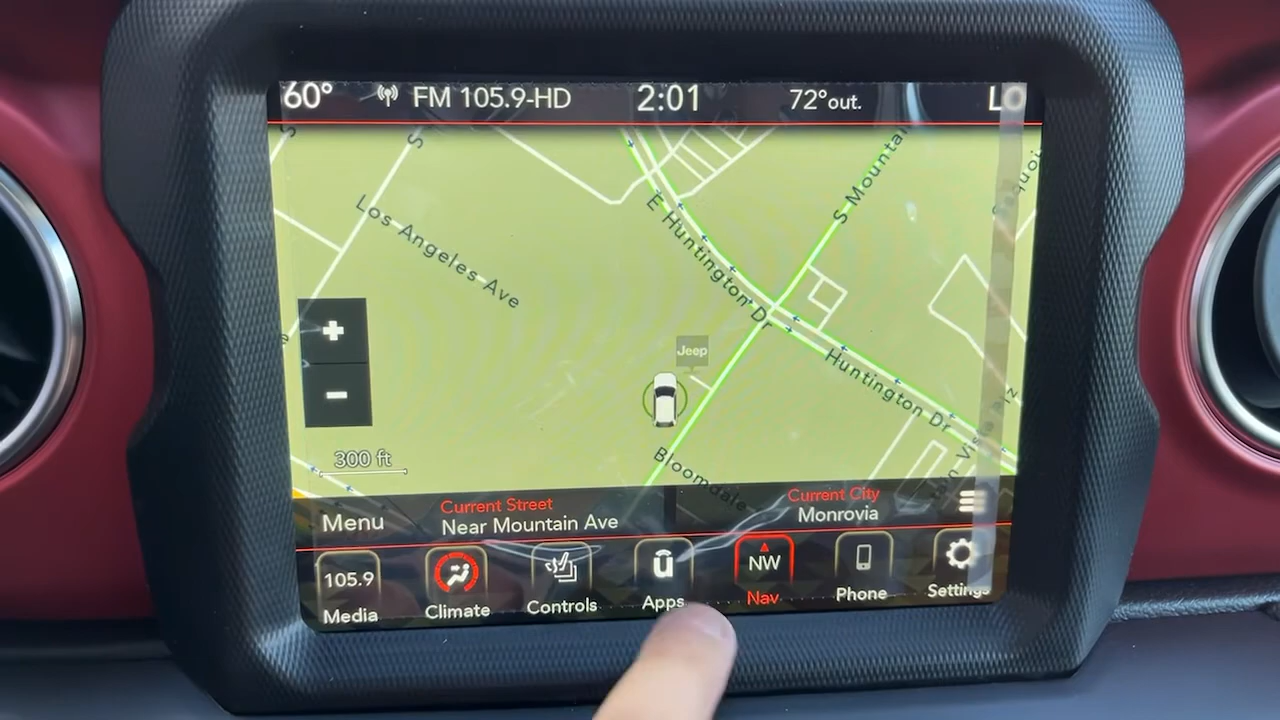 60° FM 105.9-HD 2:01 72°out. LO
S
S
S Mountai
Los Angeles Ave
E Huntington Dr
Jeep
Huntington Dr
300 ft
Bloomdale
Current Street
Near Mountain Ave
Current City
Monrovia
Menu
105.9
NW
Media
Climate
Controls
Apps
Nav
Phone
Settings